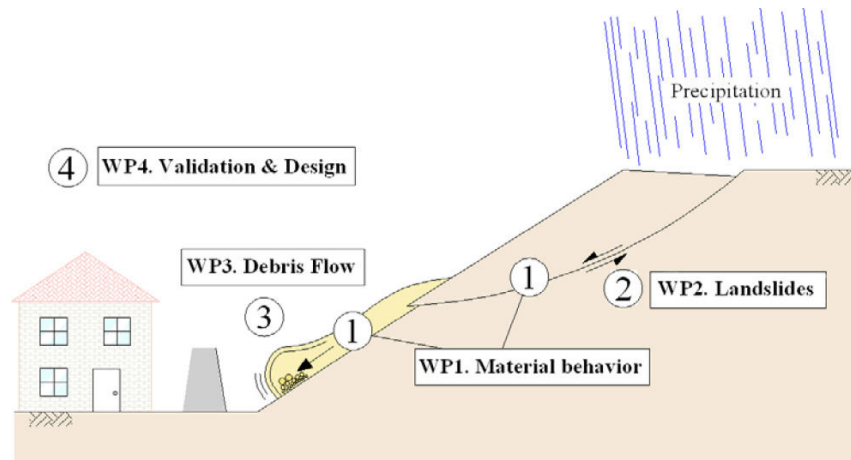 Precipitation
4 WP4. Validation & Design
WP3. Debris Flow
1
2 WP2. Landslides
3
1
WP1. Material behavior